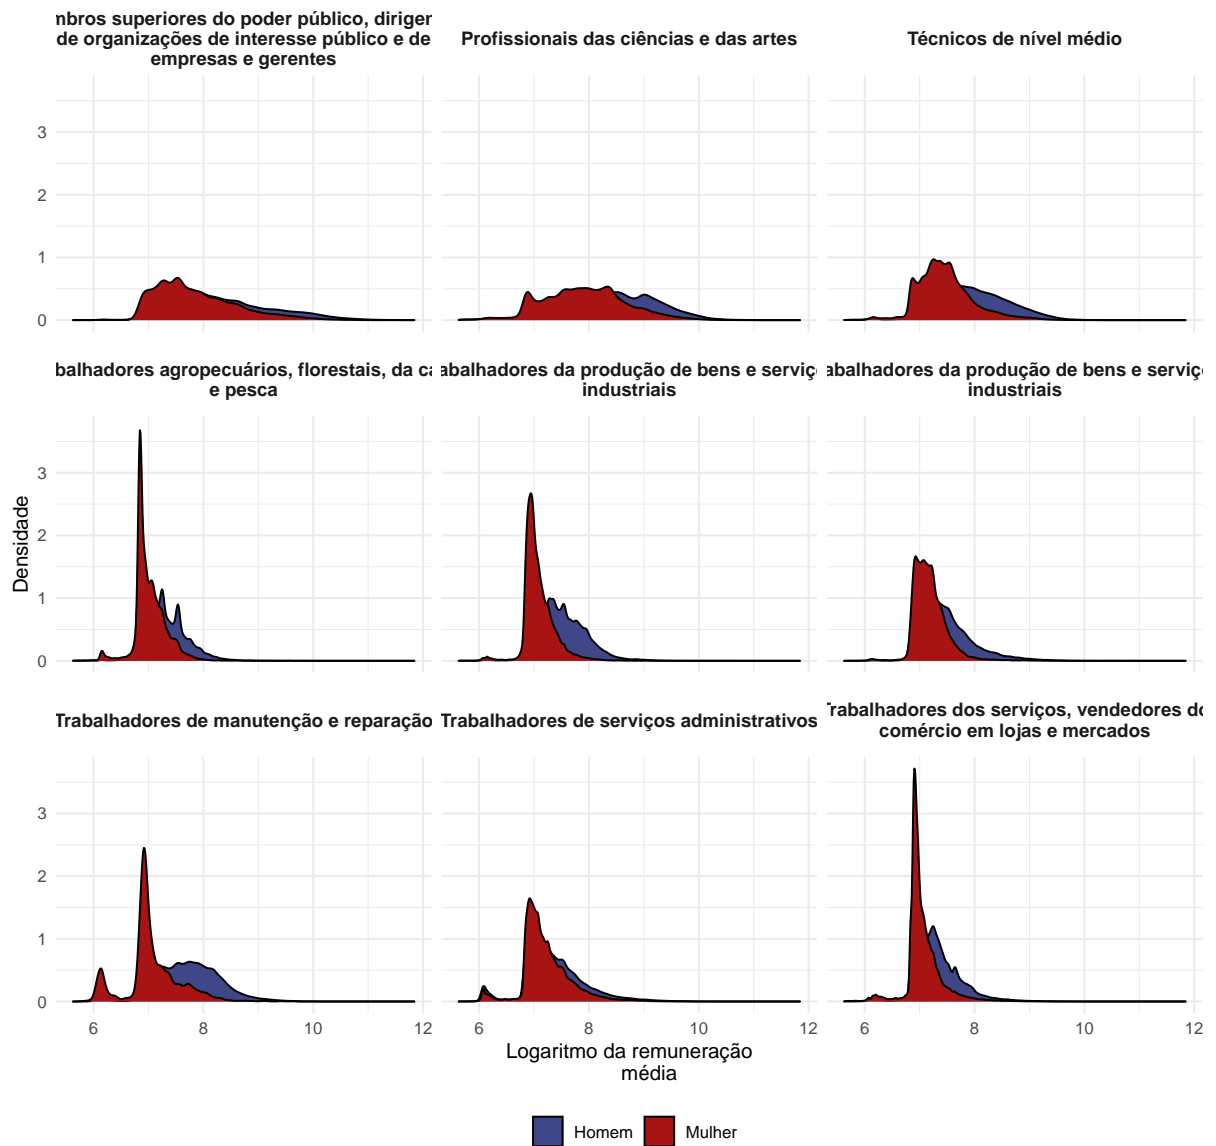 mbros superiores do poder público, dirigen
de organizações de interesse público e de
empresas e gerentes
Profissionais das ciências e das artes
Técnicos de nível médio
3
2
1
0
balhadores agropecuários, florestais, da ca
e pesca
abalhadores da produção de bens e serviço
industriais
abalhadores da produção de bens e serviço
industriais
3
2
1
0
Densidade
Trabalhadores de manutenção e reparação
Trabalhadores de serviços administrativos
Trabalhadores dos serviços, vendedores do
comércio em lojas e mercados
3
2
1
0
6 8 10 12
6 8 10 12
6 8 10 12
Logaritmo da remuneração
média
Homem
Mulher